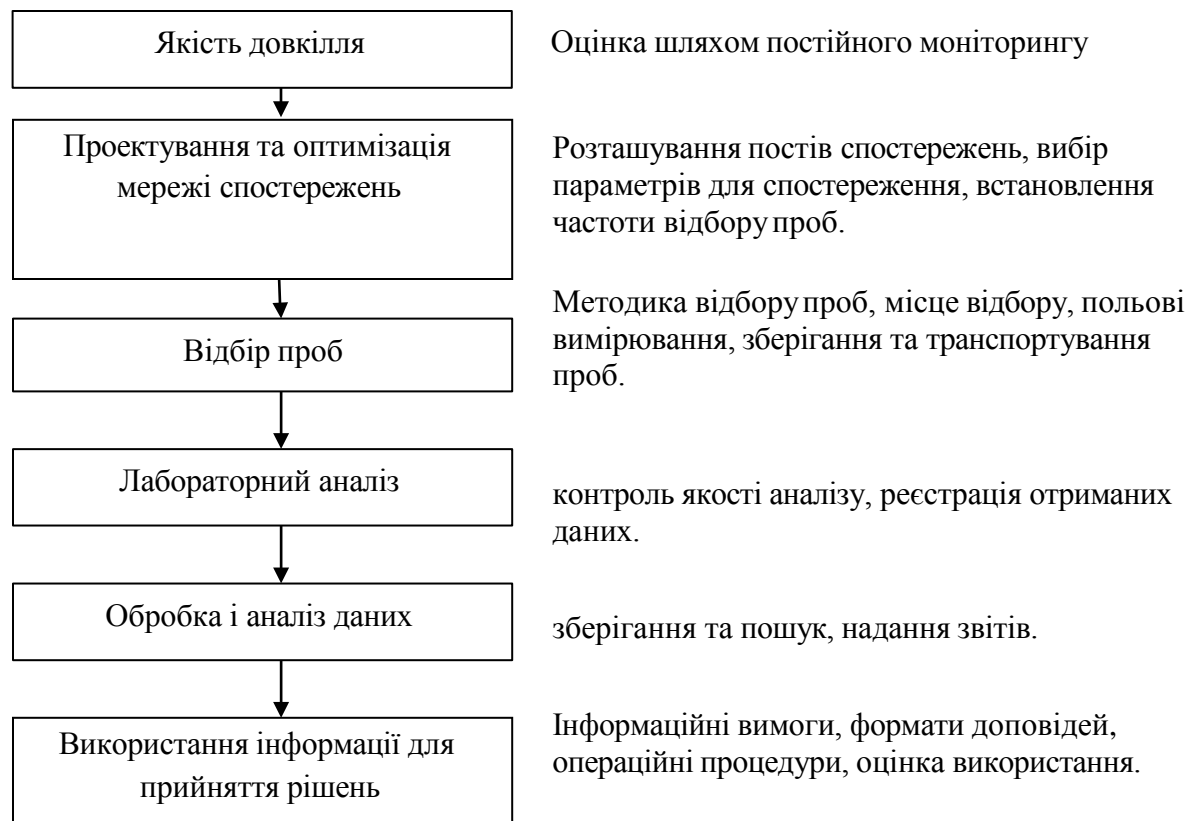 Якість довкілля
Оцінка шляхом постійного моніторингу
Проектування та оптимізація
мережі спостережень
Розташування постів спостережень, вибір
параметрів для спостереження, встановлення
частоти відбору проб.
Відбір проб
Методика відбору проб, місце відбору, польові
вимірювання, зберігання та транспортування
проб.
Лабораторний аналіз
контроль якості аналізу, реєстрація отриманих
даних.
Обробка і аналіз даних
зберігання та пошук, надання звітів.
Використання інформації для
прийняття рішень
Інформаційні вимоги, формати доповідей,
операційні процедури, оцінка використання.